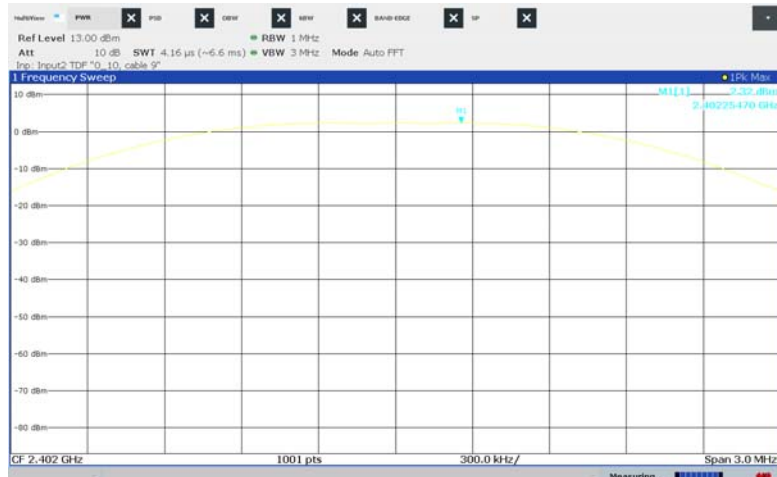 MultiView PWR X PSD X OBW X RBW X BAND EDGE X SP X
Ref Level 13.00 dBm RBW 1 MHz
Att 10 dB SWT 4.16 µs (~6.6 ms) VBW 3 MHz Mode Auto FFT
Inp: Input2 TDF "0_10, cable 9"
1 Frequency Sweep 1Pk Max
M1[1] 2.32 dBm
2.40225470 GHz
10 dBm
M1
0 dBm
-10 dBm
-20 dBm
-30 dBm
-40 dBm
-50 dBm
-60 dBm
-70 dBm
-80 dBm
CF 2.402 GHz 1001 pts 300.0 kHz/ Span 3.0 MHz
Measuring